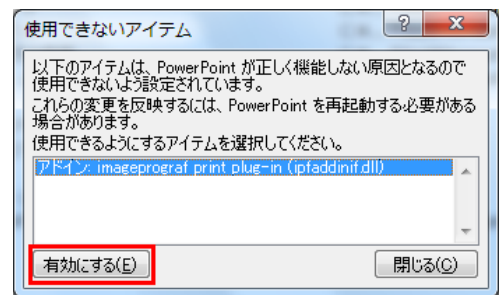 使用できないアイテム
以下のアイテムは、PowerPoint が正しく機能しない原因となるので
使用できないよう設定されています。
これらの変更を反映するには、PowerPoint を再起動する必要がある
場合があります。
使用できるようにするアイテムを選択してください。
アドイン: imageprograf print plug-in (ipfaddinif.dll)
有効にする(E)
閉じる(C)